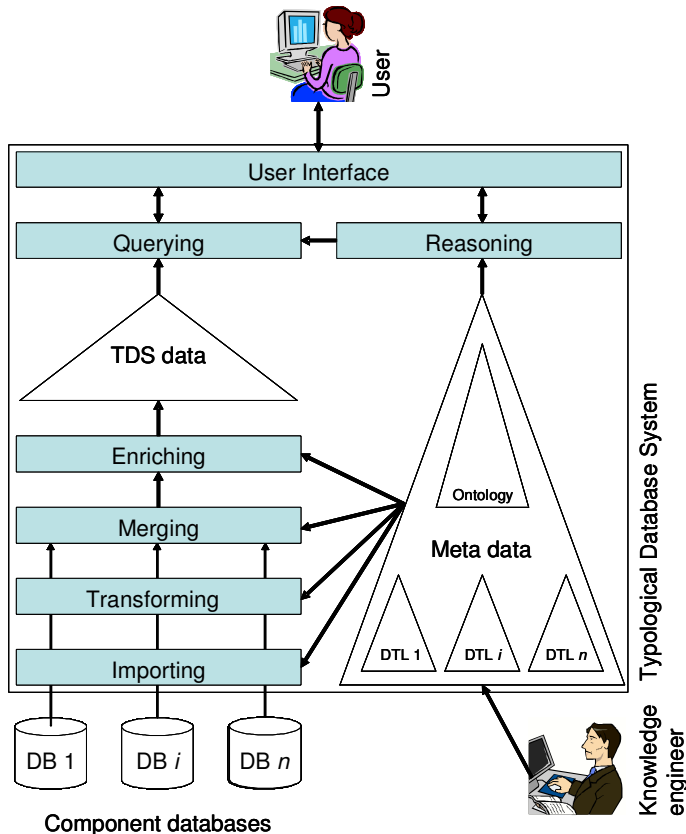 User
User Interface
Querying
Reasoning
TDS data
Enriching
Ontology
Merging
Meta data
Transforming
DTL 1
DTL i
DTL n
Importing
Typological Database System
DB 1
DB i
DB n
Knowledge
engineer
Component databases